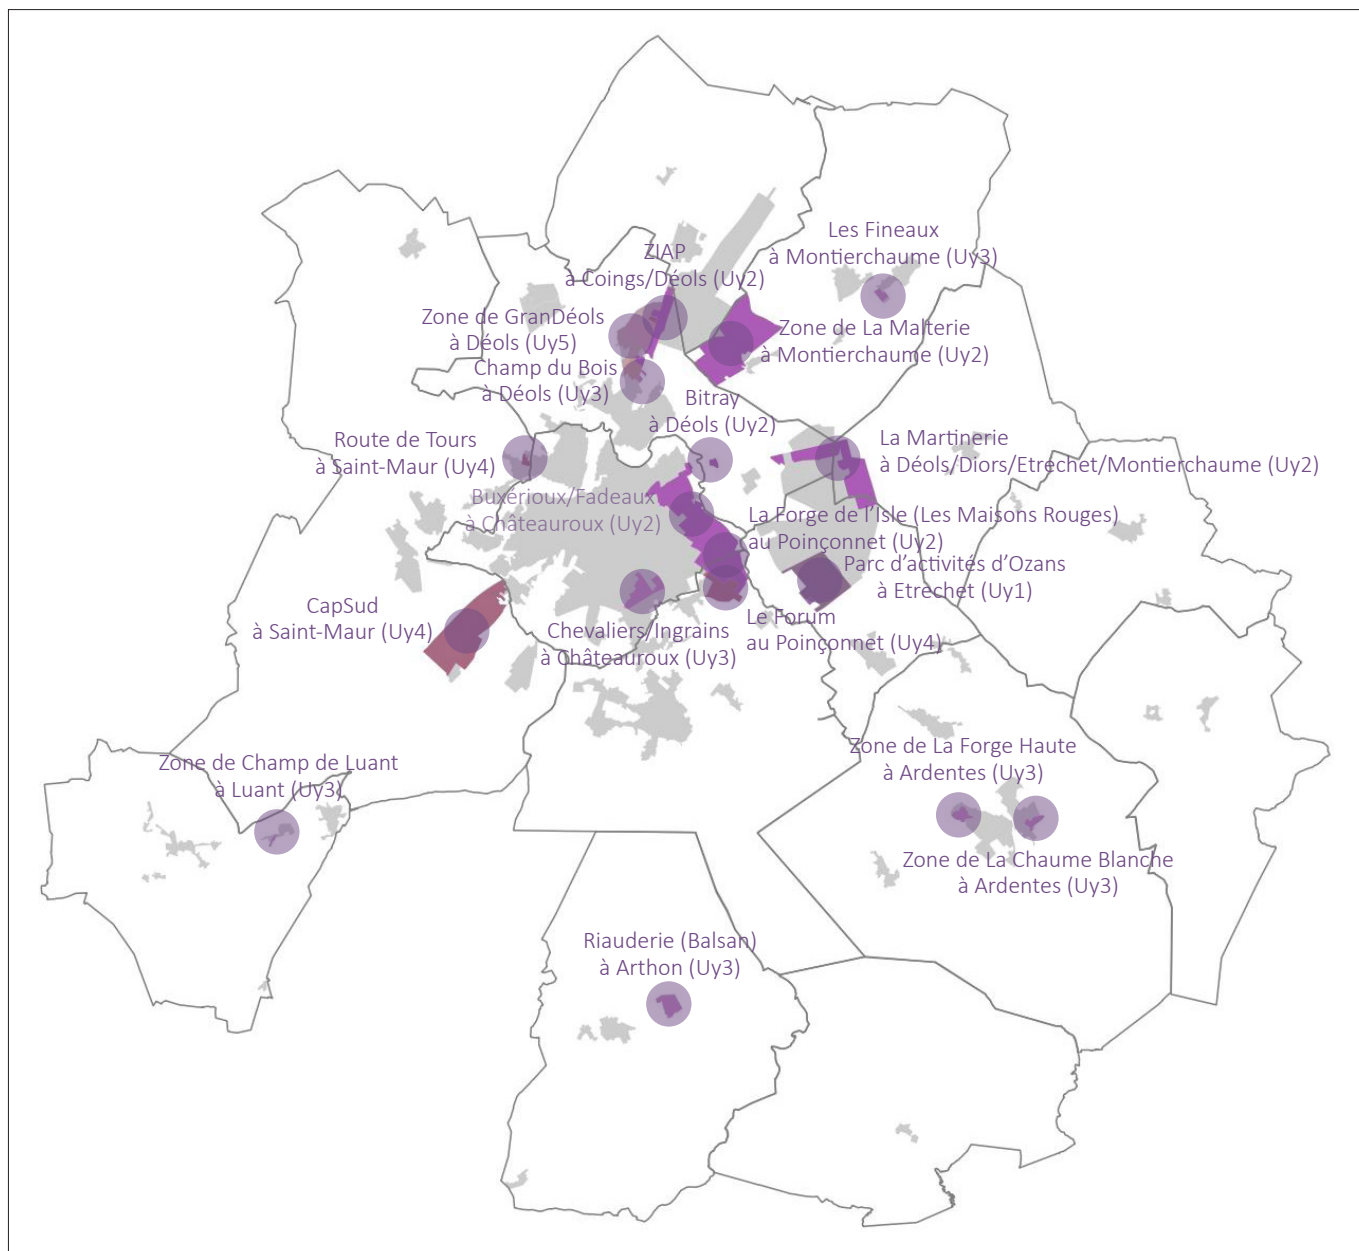 Les Fineaux
à Montierchaume (Uy3)
ZIAP
à Coings/Déols (Uy2)
Zone de GranDéols
à Déols (Uy5)
Zone de La Malterie
à Montierchaume (Uy2)
Champ du Bois
à Déols (Uy3)
Bitray
à Déols (Uy2)
Route de Tours
à Saint-Maur (Uy4)
La Martinerie
à Déols/Diors/Etrechet/Montierchaume (Uy2)
Buxerioux/Fadeaux
à Châteauroux (Uy2)
La Forge de l'Isle (Les Maisons Rouges)
au Poinçonnet (Uy2)
Parc d'activités d'Ozans
à Etrechet (Uy1)
CapSud
à Saint-Maur (Uy4)
Chevaliers/Ingrains
à Châteauroux (Uy3)
Le Forum
au Poinçonnet (Uy4)
Zone de Champ de Luant
à Luant (Uy3)
Zone de La Forge Haute
à Ardentes (Uy3)
Zone de La Chaume Blanche
à Ardentes (Uy3)
Riauderie (Balsan)
à Arthon (Uy3)